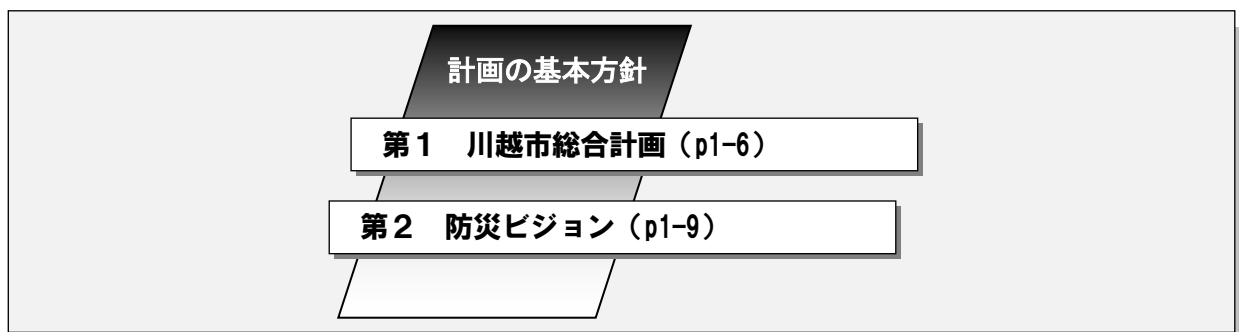 計画の基本方針
第１　川越市総合計画（p1-6）
第２　防災ビジョン（p1-9）